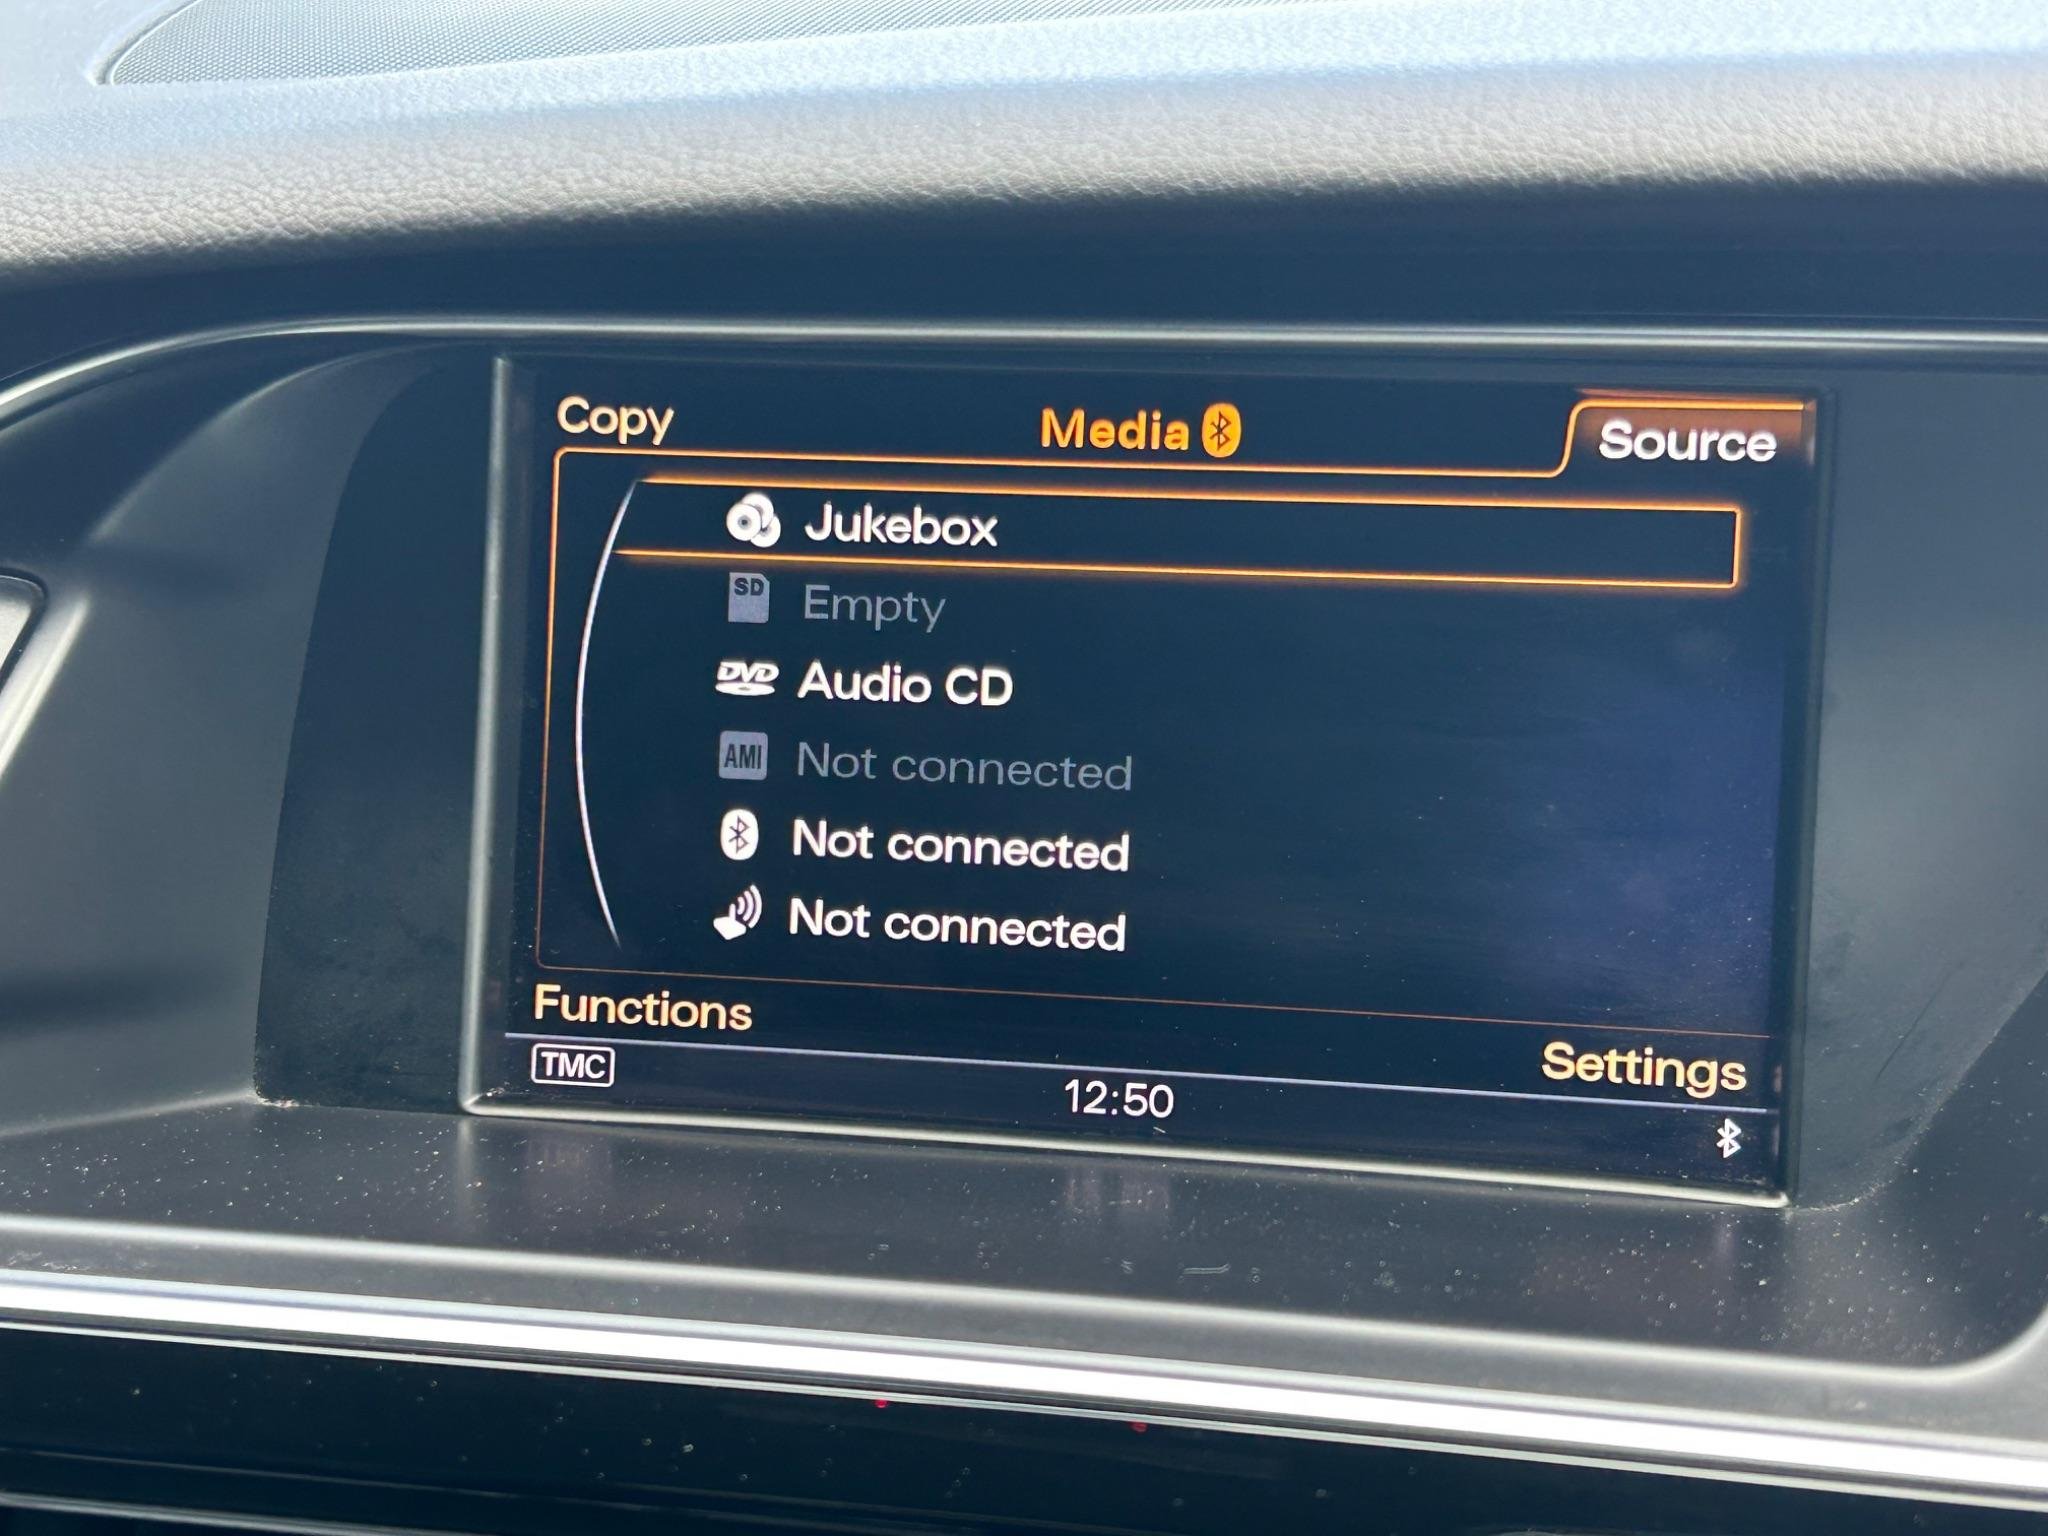 Copy
Media
Source
Jukebox
SD Empty
DVD Audio CD
AMI Not connected
Not connected
Not connected
Functions
Settings
TMC
12:50